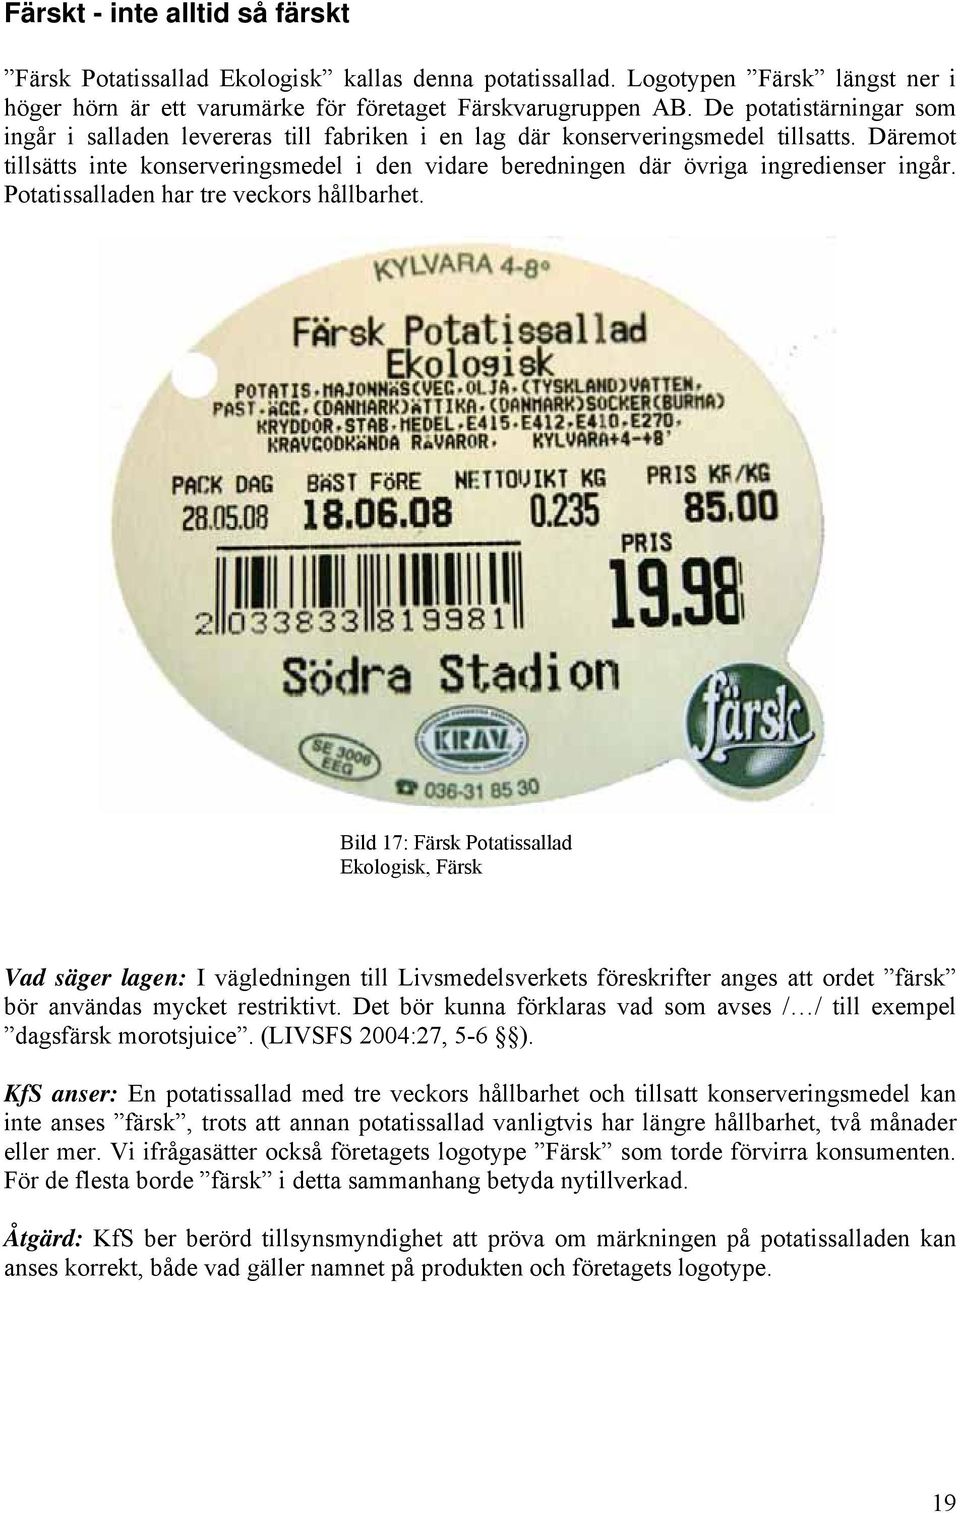 Färskt - inte alltid så färskt
”Färsk Potatissallad Ekologisk” kallas denna potatissallad. Logotypen ”Färsk” längst ner i
höger hörn är ett varumärke för företaget Färskvarugruppen AB. De potatistärningar som
ingår i salladen levereras till fabriken i en lag där konserveringsmedel tillsatts. Däremot
tillsätts inte konserveringsmedel i den vidare beredningen där övriga ingredienser ingår.
Potatissalladen har tre veckors hållbarhet.
KYLVARA 4-8°
Färsk Potatissallad
Ekologisk
POTATIS,MAJONNäS(VEG.OLJA,(TYSKLAND)VATTEN,
PAST.äGG,(DANMARK)äTTIKA,(DANMARK)SOCKER(BURMA)
KRYDDOR,STAB.MEDEL,E415,E412,E410,E270,
KRAVGODKäNDA RåVAROR. KYLVARA+4-+8'
PACK DAG BäST FöRE NETTOVIKT KG PRIS KR/KG
28.05.08 18.06.08 0.235 85.00
PRIS
19.98
2 033833 819981
Södra Stadion
färsk
KRAV
SE 3006
EEG
☎ 036-31 85 30
Bild 17: Färsk Potatissallad
Ekologisk, Färsk
Vad säger lagen: I vägledningen till Livsmedelsverkets föreskrifter anges att ordet ”färsk”
bör användas mycket restriktivt. Det bör kunna förklaras vad som avses /…/ till exempel
”dagsfärsk morotsjuice”. (LIVSFS 2004:27, 5-6 §§).
KfS anser: En potatissallad med tre veckors hållbarhet och tillsatt konserveringsmedel kan
inte anses ”färsk”, trots att annan potatissallad vanligtvis har längre hållbarhet, två månader
eller mer. Vi ifrågasätter också företagets logotype ”Färsk” som torde förvirra konsumenten.
För de flesta borde ”färsk” i detta sammanhang betyda nytillverkad.
Åtgärd: KfS ber berörd tillsynsmyndighet att pröva om märkningen på potatissalladen kan
anses korrekt, både vad gäller namnet på produkten och företagets logotype.
19